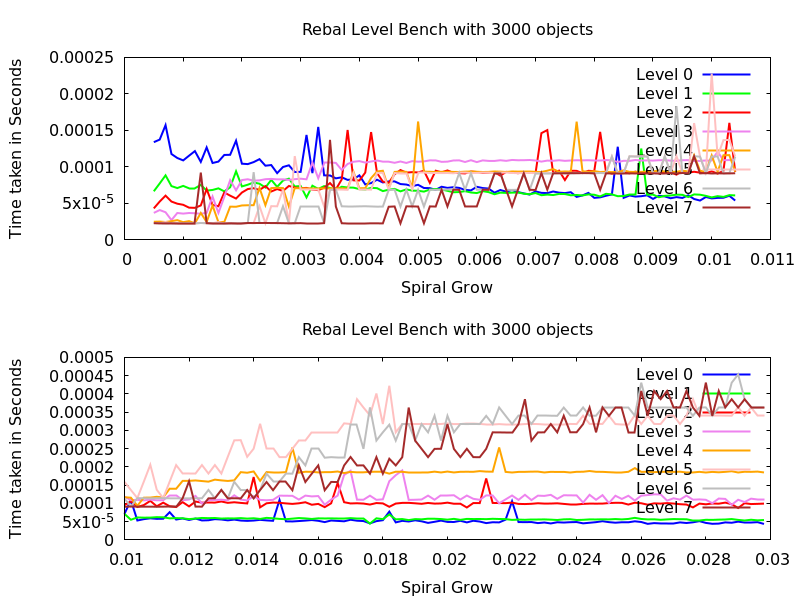 Rebal Level Bench with 3000 objects
Time taken in Seconds
0.00025
0.0002
0.00015
0.0001
5x10⁻⁵
0
Level 0
Level 1
Level 2
Level 3
Level 4
Level 5
Level 6
Level 7
0 0.001 0.002 0.003 0.004 0.005 0.006 0.007 0.008 0.009 0.01 0.011
Spiral Grow
Rebal Level Bench with 3000 objects
Time taken in Seconds
0.0005
0.00045
0.0004
0.00035
0.0003
0.00025
0.0002
0.00015
0.0001
5x10⁻⁵
0
Level 0
Level 1
Level 2
Level 3
Level 4
Level 5
Level 6
Level 7
0.01 0.012 0.014 0.016 0.018 0.02 0.022 0.024 0.026 0.028 0.03
Spiral Grow